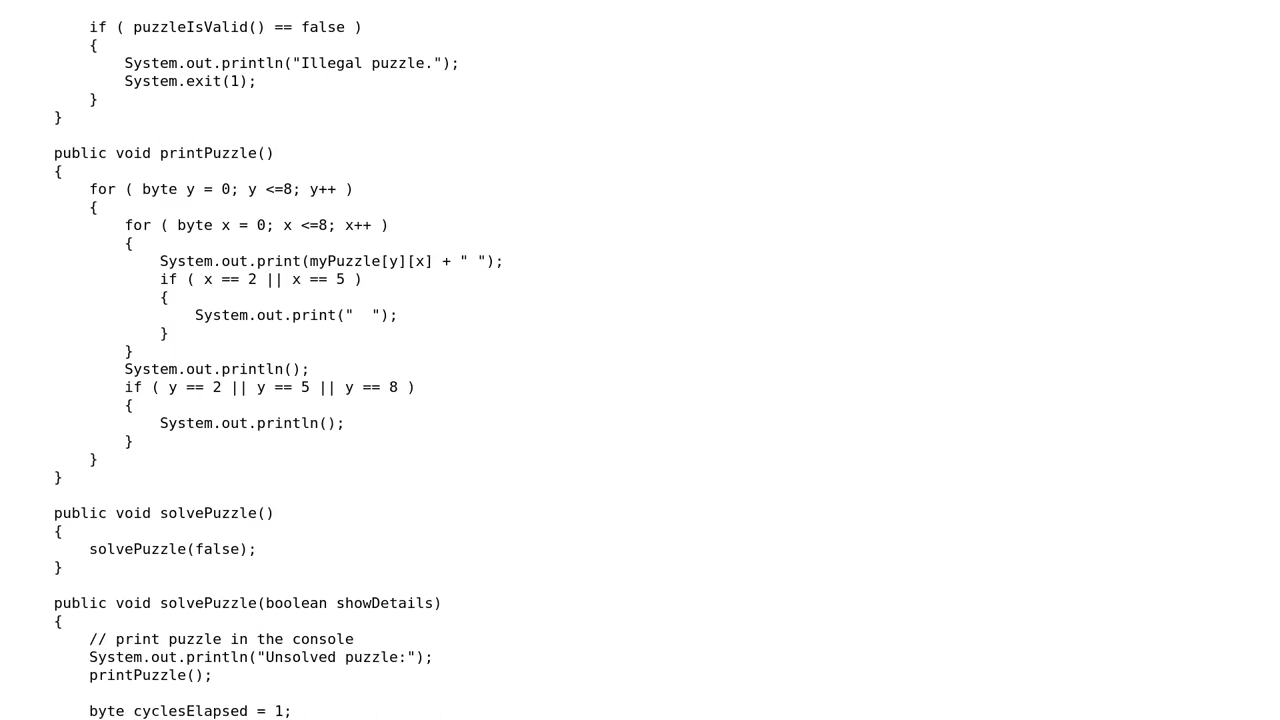 if ( puzzleIsValid() == false )
{
System.out.println("Illegal puzzle.");
System.exit(1);
}
}
public void printPuzzle()
{
for ( byte y = 0; y <=8; y++ )
{
for ( byte x = 0; x <=8; x++ )
{
System.out.print(myPuzzle[y][x] + " ");
if ( x == 2 || x == 5 )
{
System.out.print("  ");
}
}
System.out.println();
if ( y == 2 || y == 5 || y == 8 )
{
System.out.println();
}
}
}
public void solvePuzzle()
{
solvePuzzle(false);
}
public void solvePuzzle(boolean showDetails)
{
// print puzzle in the console
System.out.println("Unsolved puzzle:");
printPuzzle();
byte cyclesElapsed = 1;